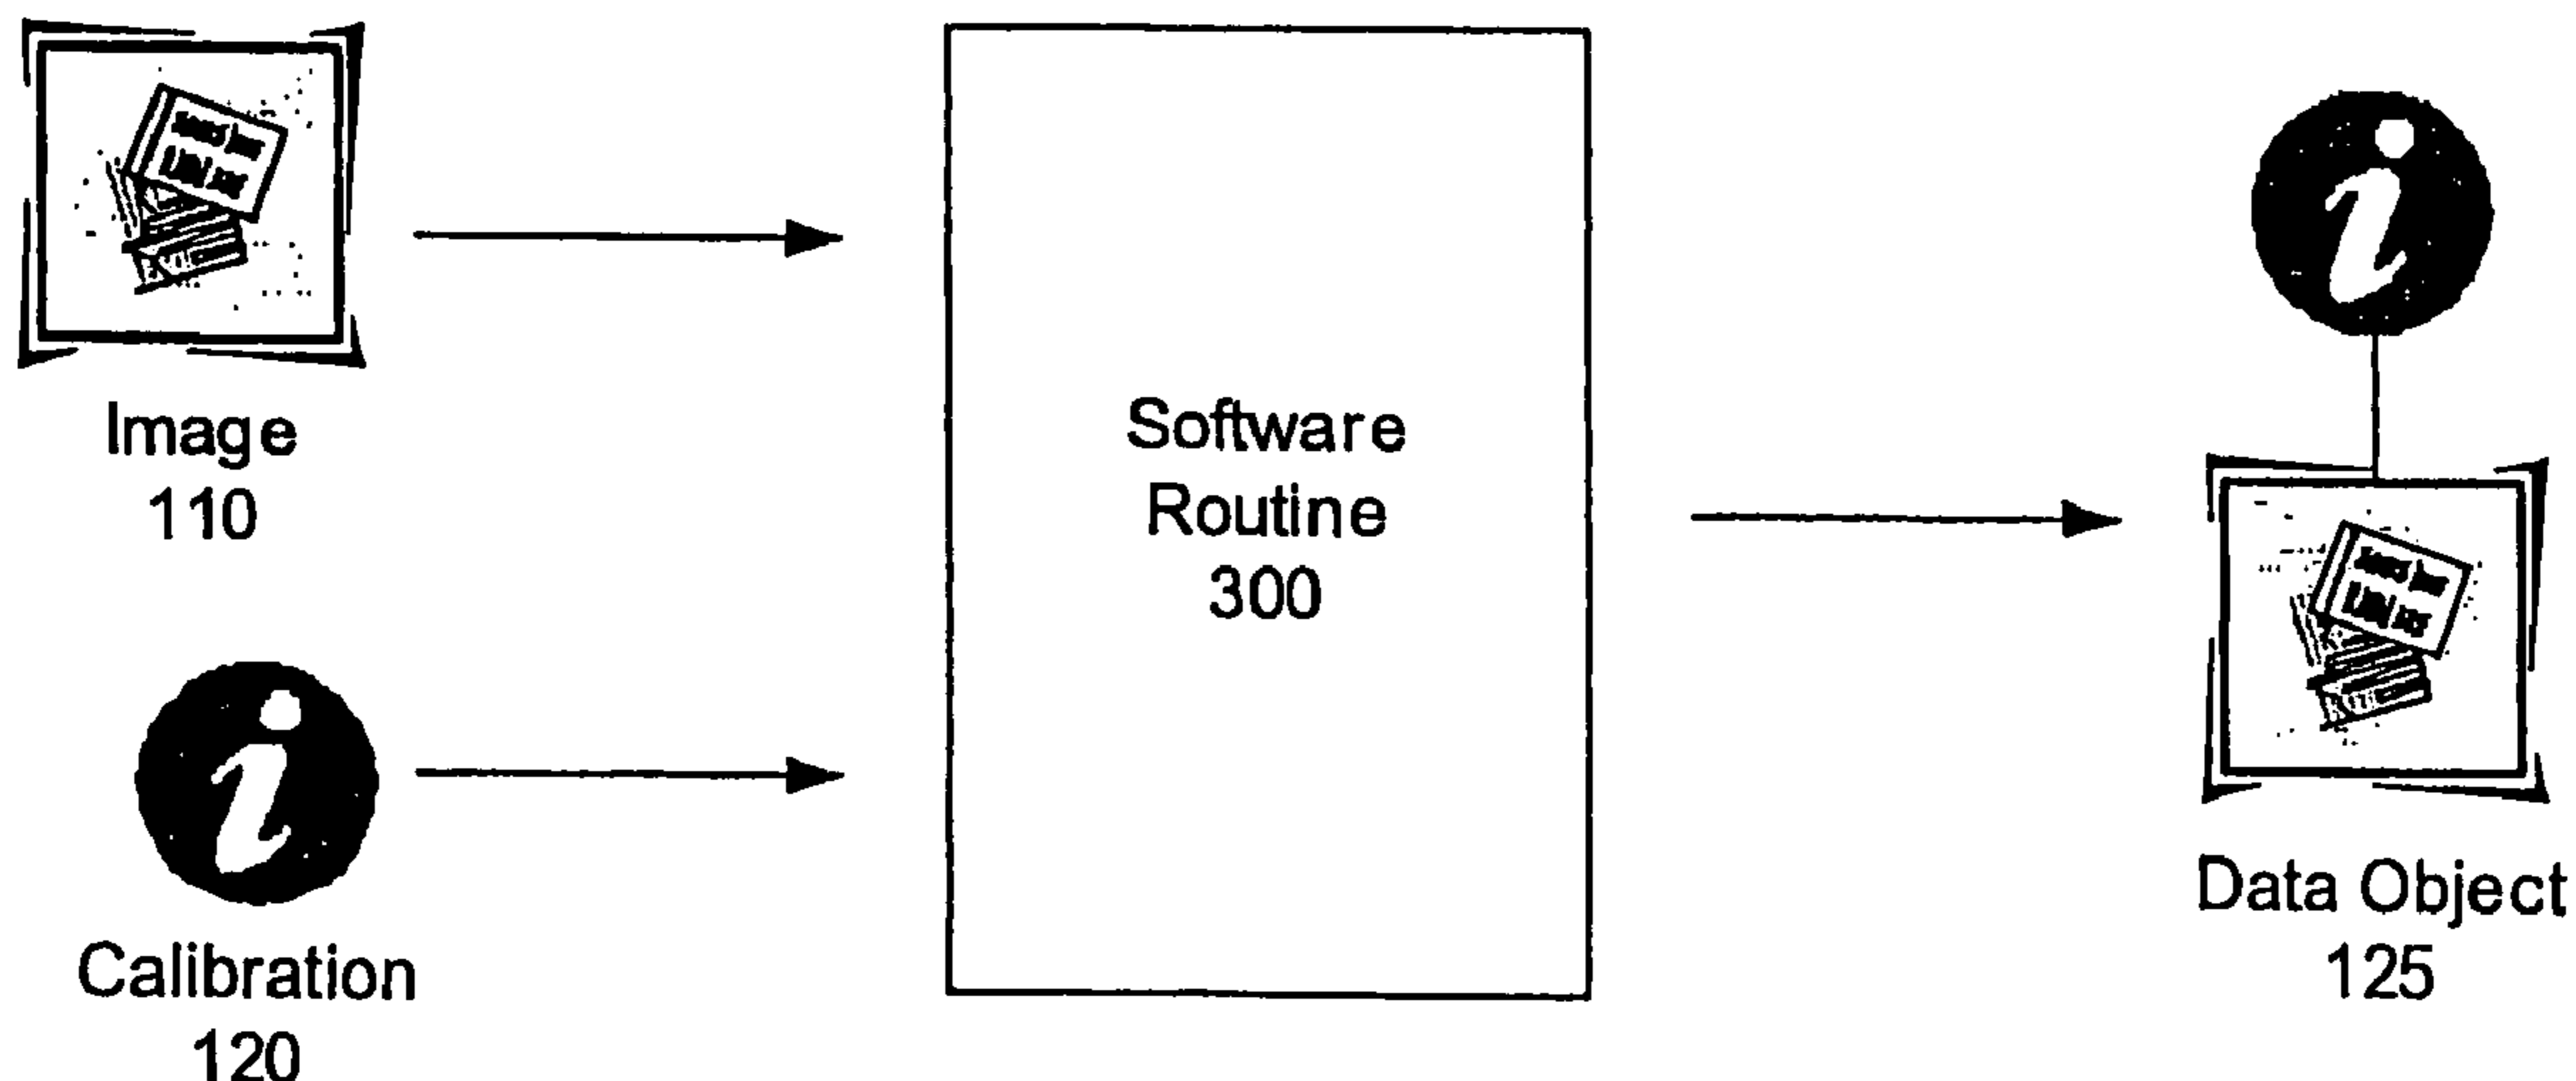 Image
110
Calibration
120
Software
Routine
300
Data Object
125